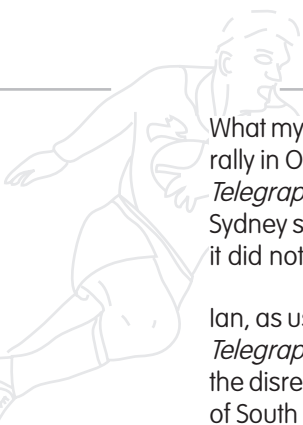 What my
rally in O
Telegrap
Sydney s
it did not
Ian, as us
Telegrap
the disre
of South